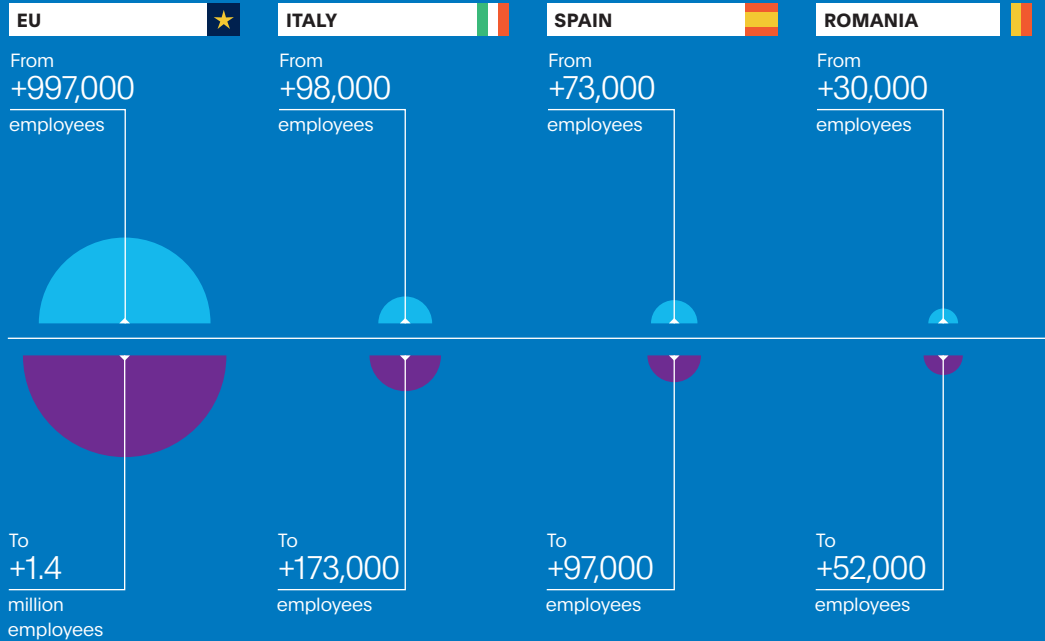 EU
From
+997,000
employees
To
+1.4
million
employees
ITALY
From
+98,000
employees
To
+173,000
employees
SPAIN
From
+73,000
employees
To
+97,000
employees
ROMANIA
From
+30,000
employees
To
+52,000
employees